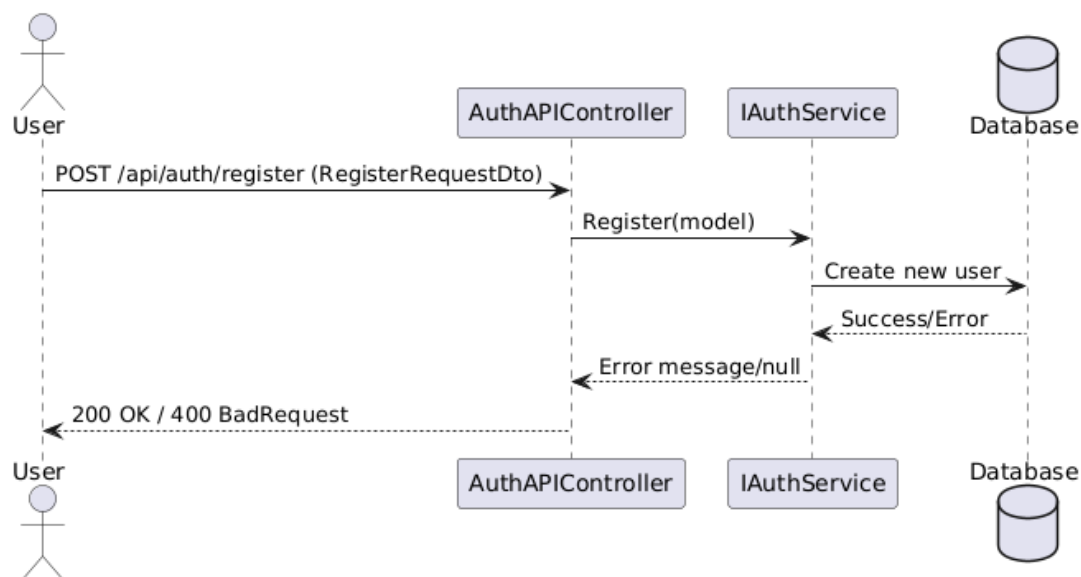 User
AuthAPIController
IAuthService
Database
POST /api/auth/register (RegisterRequestDto)
Register(model)
Create new user
Success/Error
Error message/null
200 OK / 400 BadRequest
User
AuthAPIController
IAuthService
Database